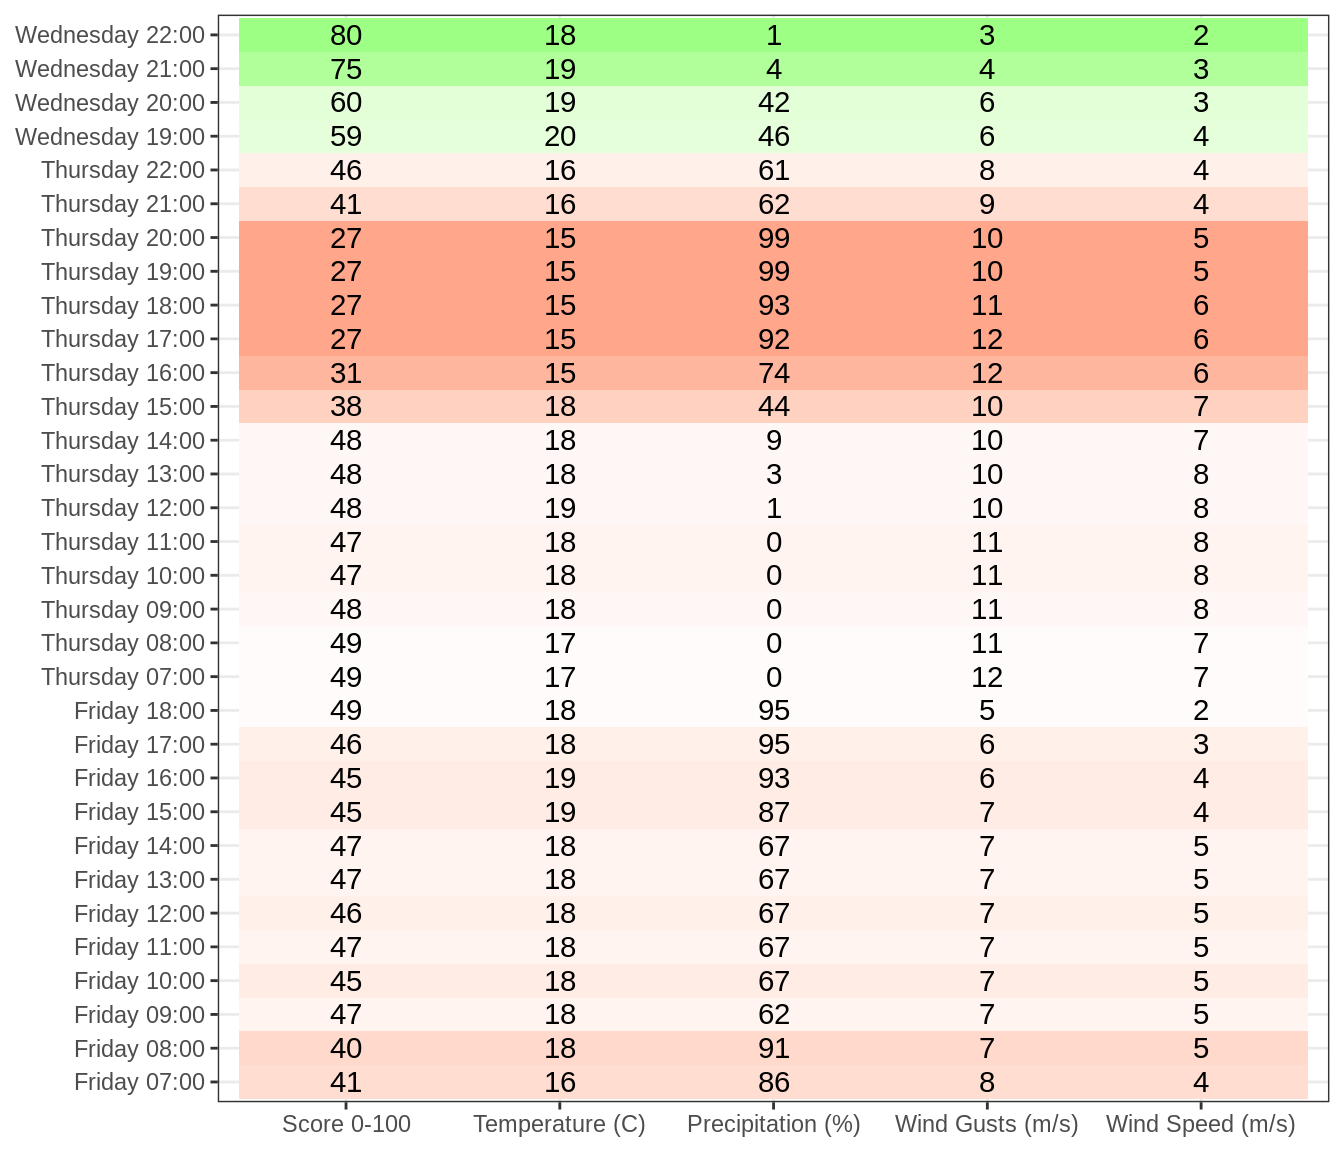 Wednesday 22:00 80 18 1 3 2
Wednesday 21:00 75 19 4 4 3
Wednesday 20:00 60 19 42 6 3
Wednesday 19:00 59 20 46 6 4
Thursday 22:00 46 16 61 8 4
Thursday 21:00 41 16 62 9 4
Thursday 20:00 27 15 99 10 5
Thursday 19:00 27 15 99 10 5
Thursday 18:00 27 15 93 11 6
Thursday 17:00 27 15 92 12 6
Thursday 16:00 31 15 74 12 6
Thursday 15:00 38 18 44 10 7
Thursday 14:00 48 18 9 10 7
Thursday 13:00 48 18 3 10 8
Thursday 12:00 48 19 1 10 8
Thursday 11:00 47 18 0 11 8
Thursday 10:00 47 18 0 11 8
Thursday 09:00 48 18 0 11 8
Thursday 08:00 49 17 0 11 7
Thursday 07:00 49 17 0 12 7
Friday 18:00 49 18 95 5 2
Friday 17:00 46 18 95 6 3
Friday 16:00 45 19 93 6 4
Friday 15:00 45 19 87 7 4
Friday 14:00 47 18 67 7 5
Friday 13:00 47 18 67 7 5
Friday 12:00 46 18 67 7 5
Friday 11:00 47 18 67 7 5
Friday 10:00 45 18 67 7 5
Friday 09:00 47 18 62 7 5
Friday 08:00 40 18 91 7 5
Friday 07:00 41 16 86 8 4
Score 0-100 Temperature (C) Precipitation (%) Wind Gusts (m/s) Wind Speed (m/s)